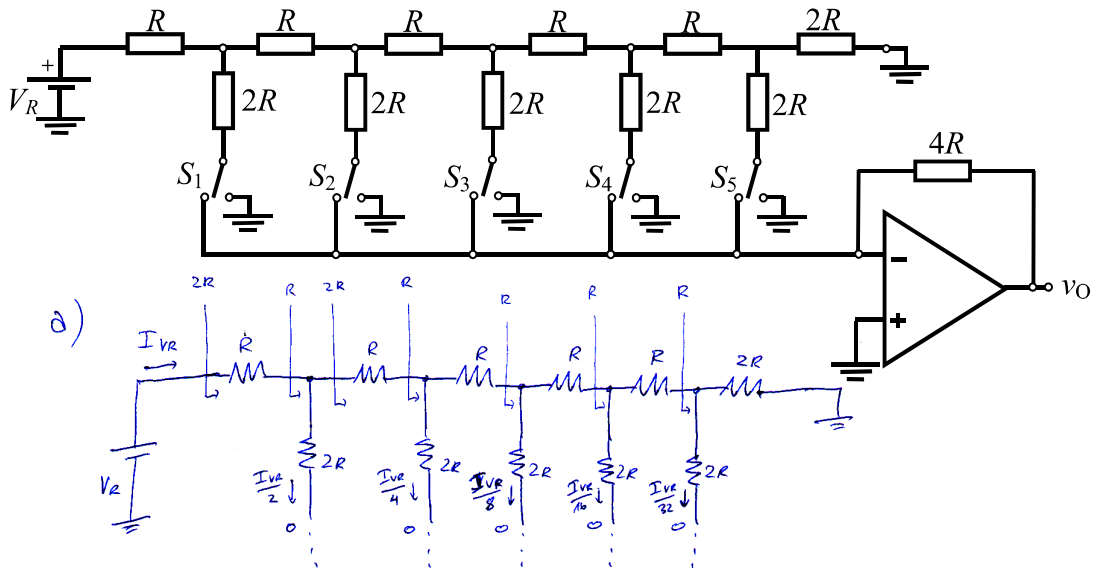 R R R R R 2R
+
V_R
2R 2R 2R 2R 2R
S_1 S_2 S_3 S_4 S_5
4R
−
+
v_O
a)
2R R 2R R R R R
I_VR
R R R R R 2R
V_R
2R 2R 2R 2R 2R
I_VR/2 I_VR/4 I_VR/8 I_VR/16 I_VR/32